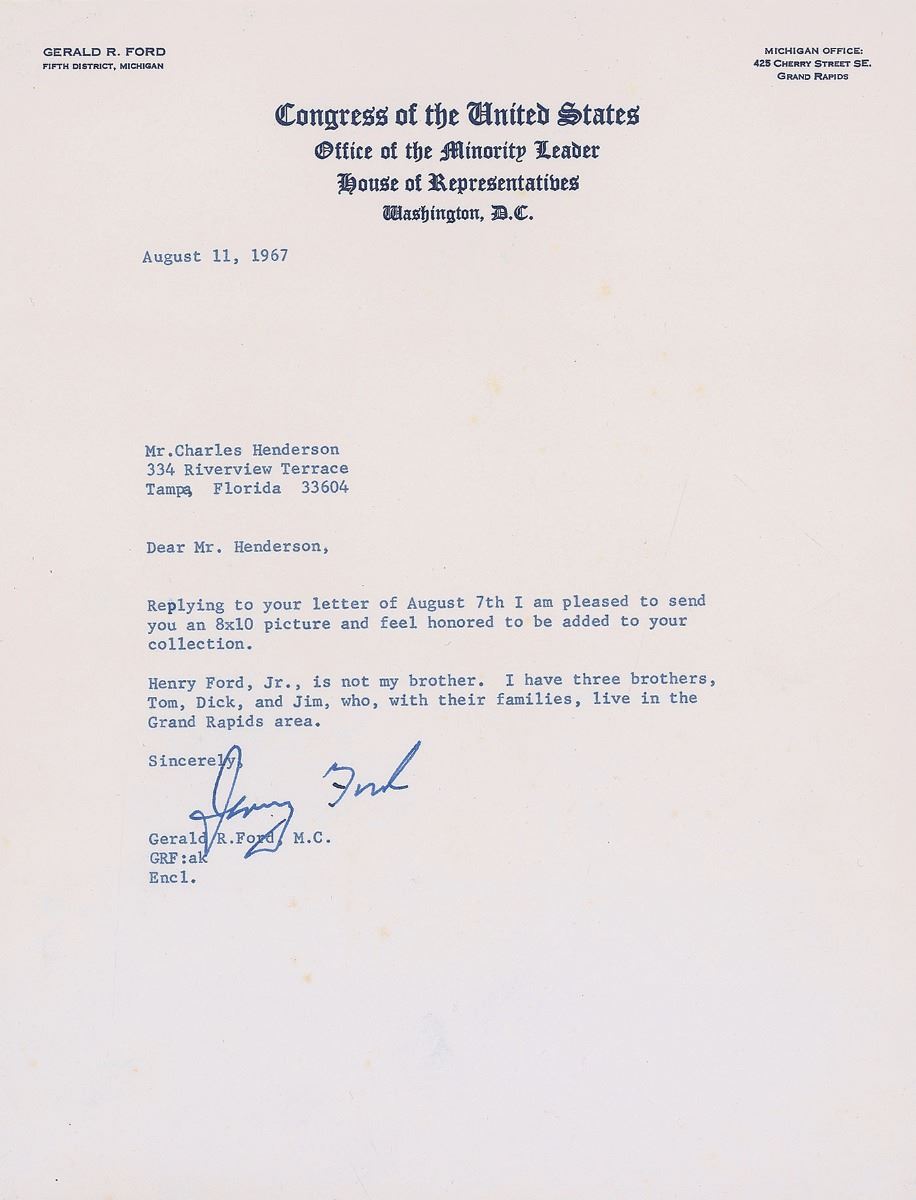 GERALD R. FORD
FIFTH DISTRICT, MICHIGAN
MICHIGAN OFFICE:
425 CHERRY STREET SE.
GRAND RAPIDS
Congress of the United States
Office of the Minority Leader
House of Representatives
Washington, D.C.
August 11, 1967
Mr.Charles Henderson
334 Riverview Terrace
Tampa, Florida 33604
Dear Mr. Henderson,
Replying to your letter of August 7th I am pleased to send
you an 8x10 picture and feel honored to be added to your
collection.
Henry Ford, Jr., is not my brother. I have three brothers,
Tom, Dick, and Jim, who, with their families, live in the
Grand Rapids area.
Sincerely,
Jerry Ford
Gerald R.Ford, M.C.
GRF:ak
Encl.